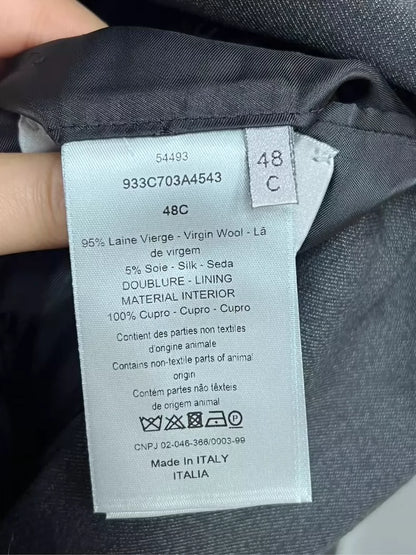 54493
933C703A4543
48C
48
C
95% Laine Vierge - Virgin Wool - Lã
de virgem
5% Soie - Silk - Seda
DOUBLURE - LINING
MATERIAL INTERIOR
100% Cupro - Cupro - Cupro
Contient des parties non textiles
d'origine animale
Contains non-textile parts of animal
origin
Contém partes não têxteis
de origem animal
P
CNPJ 02-046-366/0003-99
Made In ITALY
ITALIA